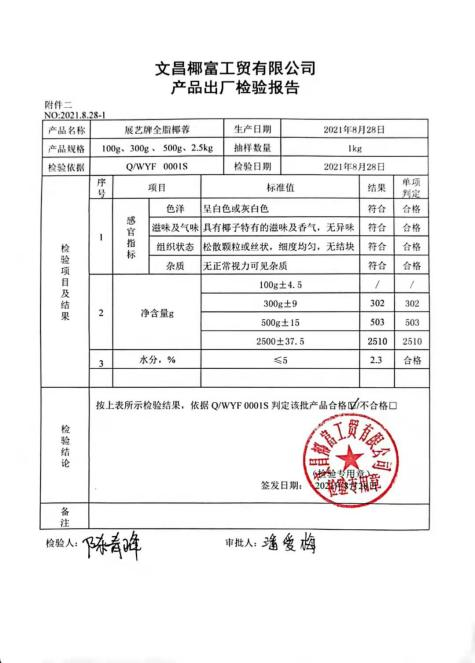 文昌椰富工贸有限公司
产品出厂检验报告
附件二
NO:2021.8.28-1
产品名称 展艺牌全脂椰蓉 生产日期 2021年8月28日
产品规格 100g、300g 、 500g、2.5kg 抽样数量 1kg
检验依据 Q/WYF 0001S 检验日期 2021年8月28日
检验项目及结果 序号 项目 标准值 结果 单项判定
1 感官指标 色泽 呈白色或灰白色 符合 合格
滋味及气味 具有椰子特有的滋味及香气，无异味 符合 合格
组织状态 松散颗粒或丝状，细度均匀，无结块 符合 合格
杂质 无正常视力可见杂质 符合 合格
2 净含量g 100g±4.5 / /
300g±9 302 302
500g±15 503 503
2500±37.5 2510 2510
3 水分，% ≤5 2.3 合格
检验结论 按上表所示检验结果，依据 Q/WYF 0001S 判定该批产品合格☑/不合格□
文昌椰富工贸有限公司
检验专用章
（检验专用章）
签发日期： 2021年8月28日
备注
检验人：陈青峰 审批人：潘爱梅